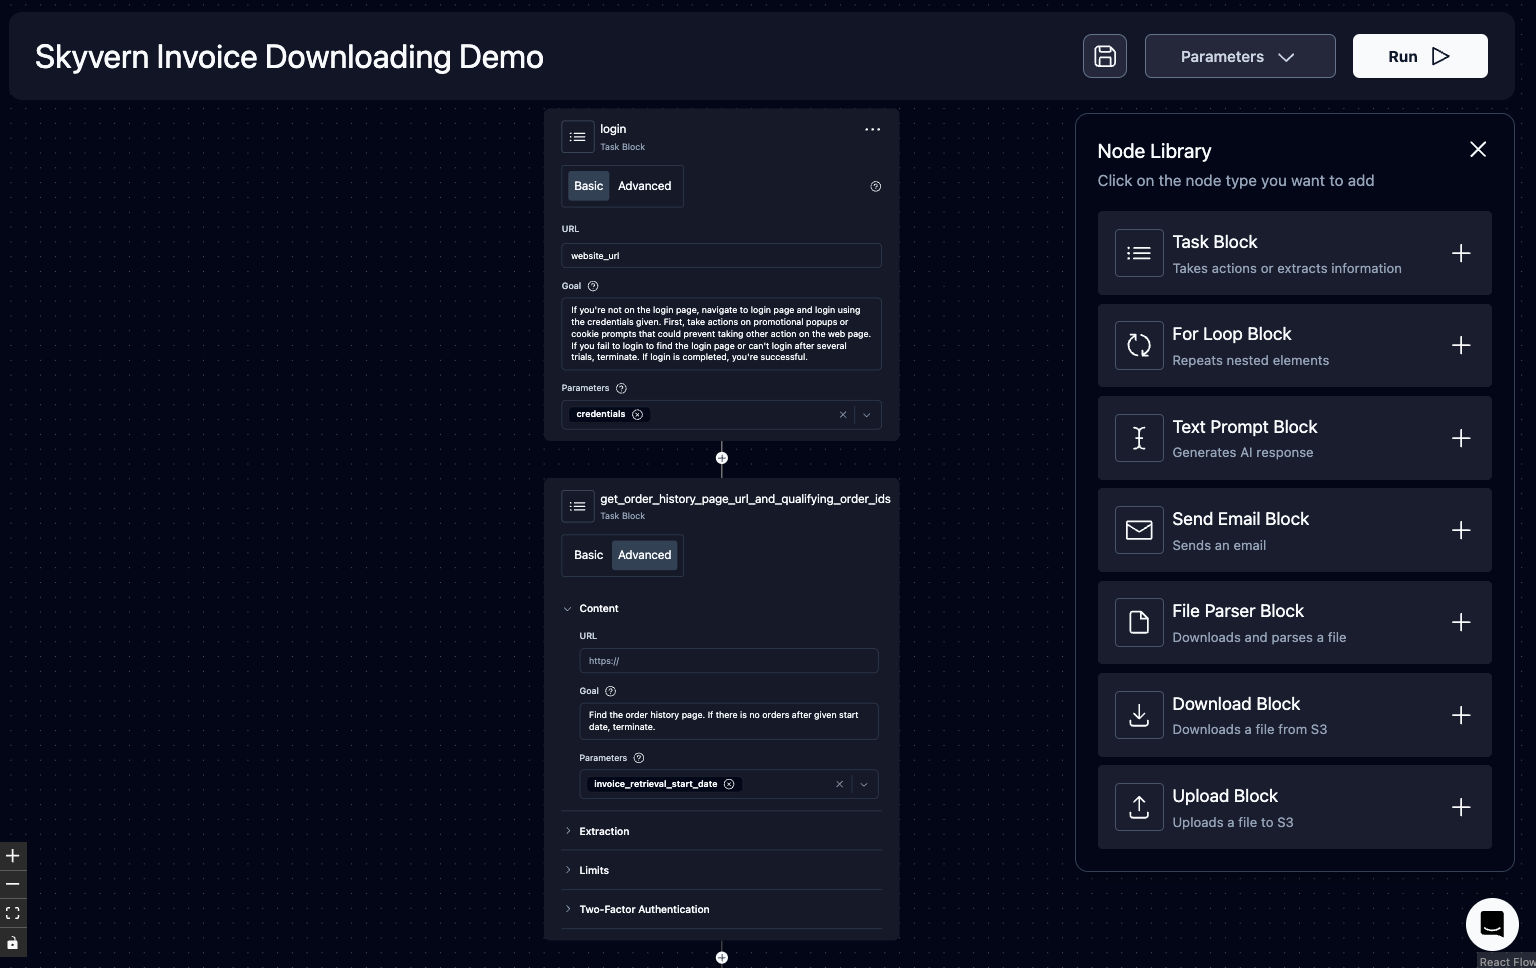 Skyvern Invoice Downloading Demo
Parameters
Run
login
Task Block
Basic
Advanced
URL
website_url
Goal
If you're not on the login page, navigate to login page and login using
the credentials given. First, take actions on promotional popups or
cookie prompts that could prevent taking other action on the web page.
If you fail to login to find the login page or can't login after several
trials, terminate. If login is completed, you're successful.
Parameters
credentials
get_order_history_page_url_and_qualifying_order_ids
Task Block
Basic
Advanced
Content
URL
https://
Goal
Find the order history page. If there is no orders after given start
date, terminate.
Parameters
invoice_retrieval_start_date
Extraction
Limits
Two-Factor Authentication
Node Library
Click on the node type you want to add
Task Block
Takes actions or extracts information
For Loop Block
Repeats nested elements
Text Prompt Block
Generates AI response
Send Email Block
Sends an email
File Parser Block
Downloads and parses a file
Download Block
Downloads a file from S3
Upload Block
Uploads a file to S3
React Flow